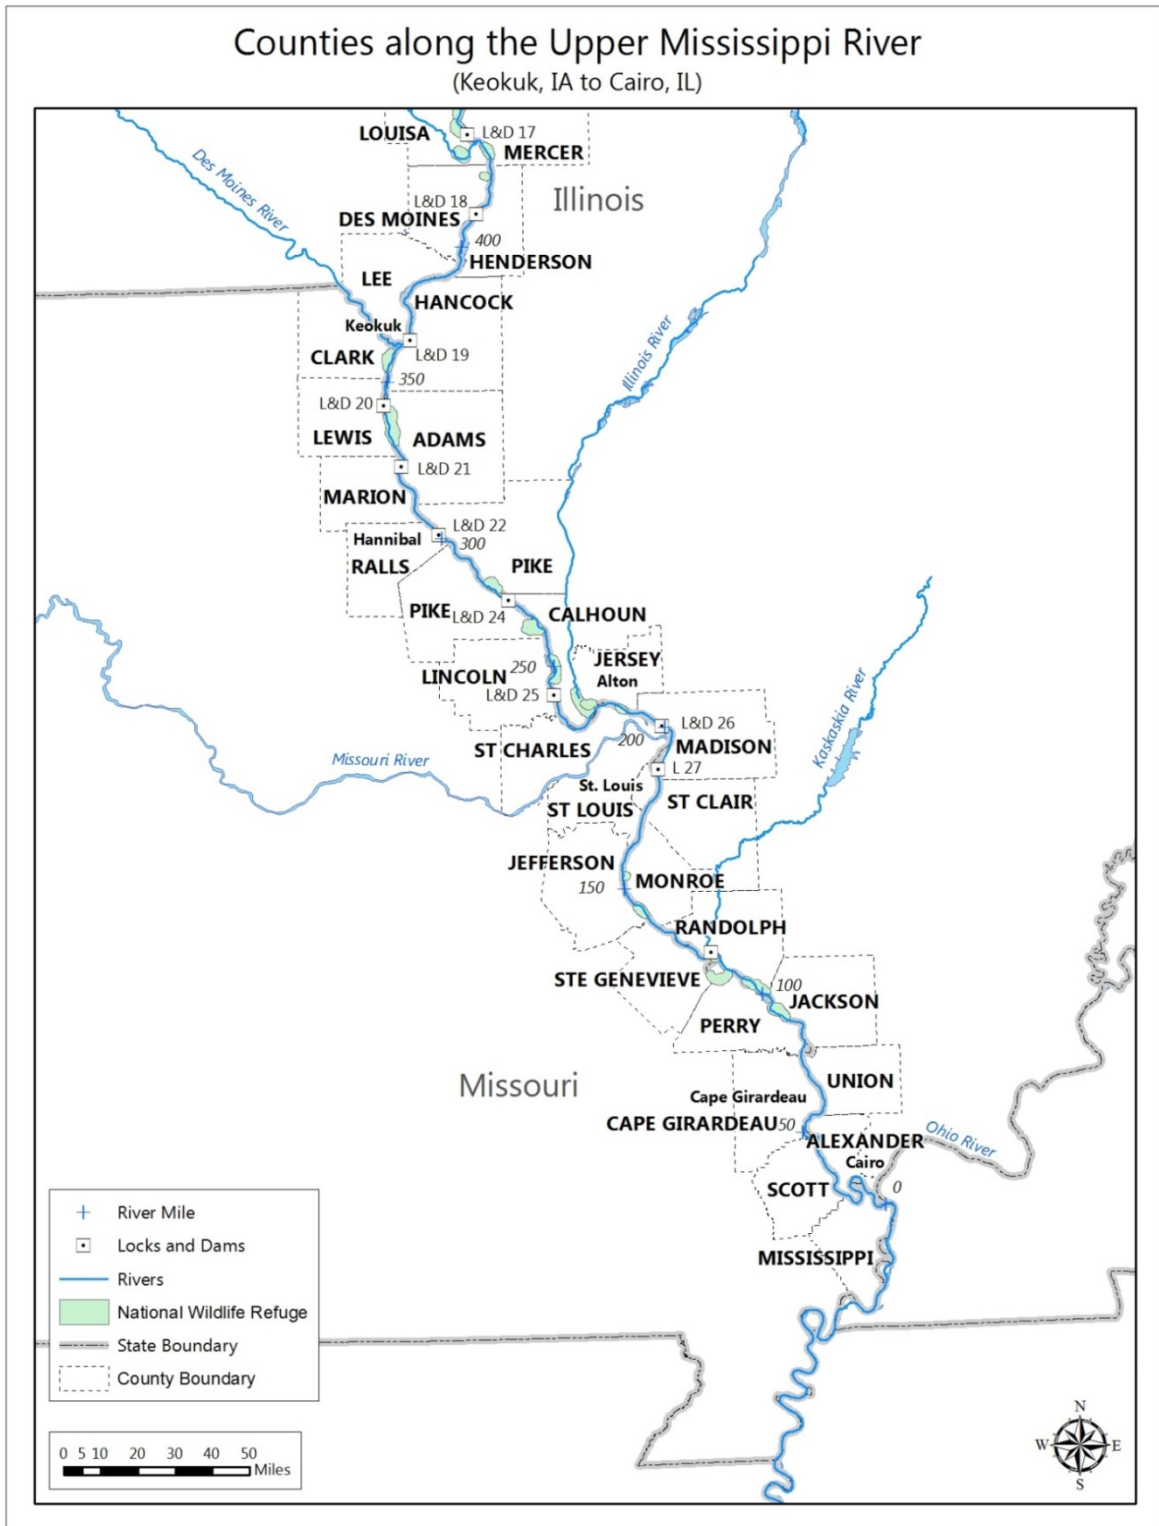 Counties along the Upper Mississippi River
(Keokuk, IA to Cairo, IL)
LOUISA
L&D 17
MERCER
Des Moines River
Illinois
L&D 18
DES MOINES
400
HENDERSON
LEE
HANCOCK
Keokuk
L&D 19
CLARK
350
Illinois River
L&D 20
LEWIS
ADAMS
L&D 21
MARION
L&D 22
Hannibal
300
RALLS
PIKE
PIKE
L&D 24
CALHOUN
JERSEY
250
LINCOLN
Alton
L&D 25
Kaskaskia River
L&D 26
200
ST CHARLES
MADISON
Missouri River
L 27
St. Louis
ST LOUIS
ST CLAIR
JEFFERSON
150
MONROE
RANDOLPH
STE GENEVIEVE
100
JACKSON
PERRY
Missouri
UNION
Cape Girardeau
CAPE GIRARDEAU
50
ALEXANDER
Ohio River
Cairo
SCOTT
0
MISSISSIPPI
River Mile
Locks and Dams
Rivers
National Wildlife Refuge
State Boundary
County Boundary
0 5 10 20 30 40 50
Miles
N
W E
S